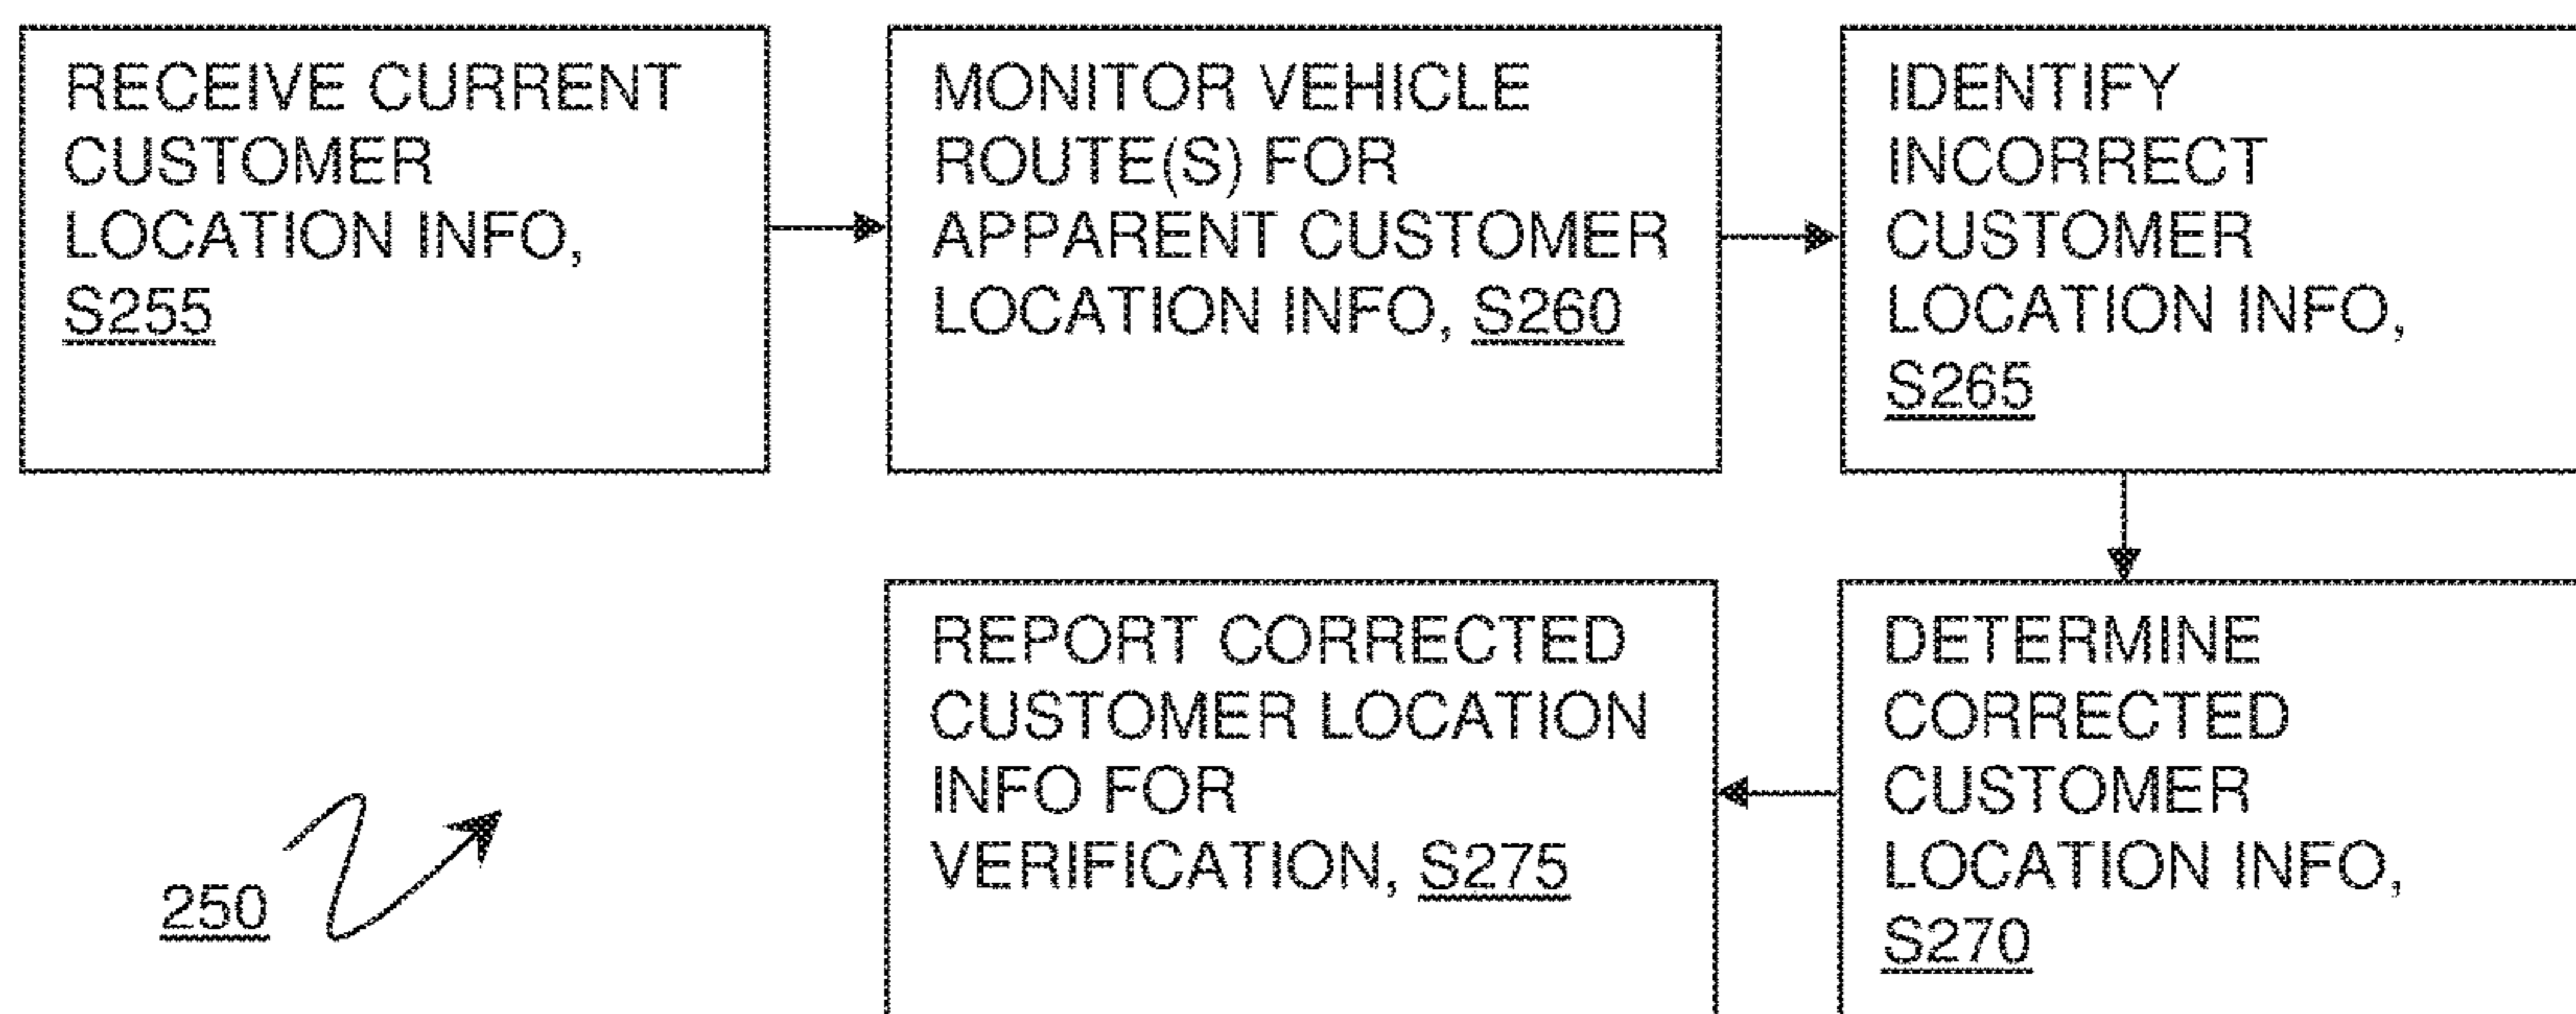 RECEIVE CURRENT
CUSTOMER
LOCATION INFO,
S255
MONITOR VEHICLE
ROUTE(S) FOR
APPARENT CUSTOMER
LOCATION INFO, S260
IDENTIFY
INCORRECT
CUSTOMER
LOCATION INFO,
S265
DETERMINE
CORRECTED
CUSTOMER
LOCATION INFO,
S270
REPORT CORRECTED
CUSTOMER LOCATION
INFO FOR
VERIFICATION, S275
250